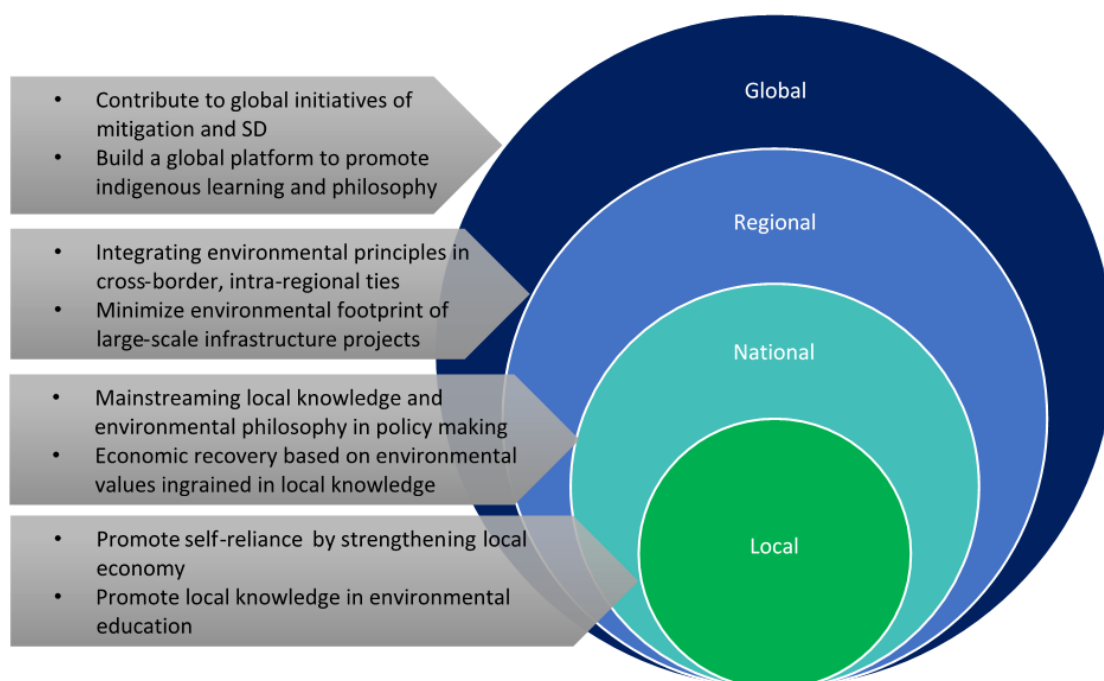 • Contribute to global initiatives of
mitigation and SD
• Build a global platform to promote
indigenous learning and philosophy
Global
• Integrating environmental principles in
cross-border, intra-regional ties
• Minimize environmental footprint of
large-scale infrastructure projects
Regional
• Mainstreaming local knowledge and
environmental philosophy in policy making
• Economic recovery based on environmental
values ingrained in local knowledge
National
• Promote self-reliance by strengthening local
economy
• Promote local knowledge in environmental
education
Local